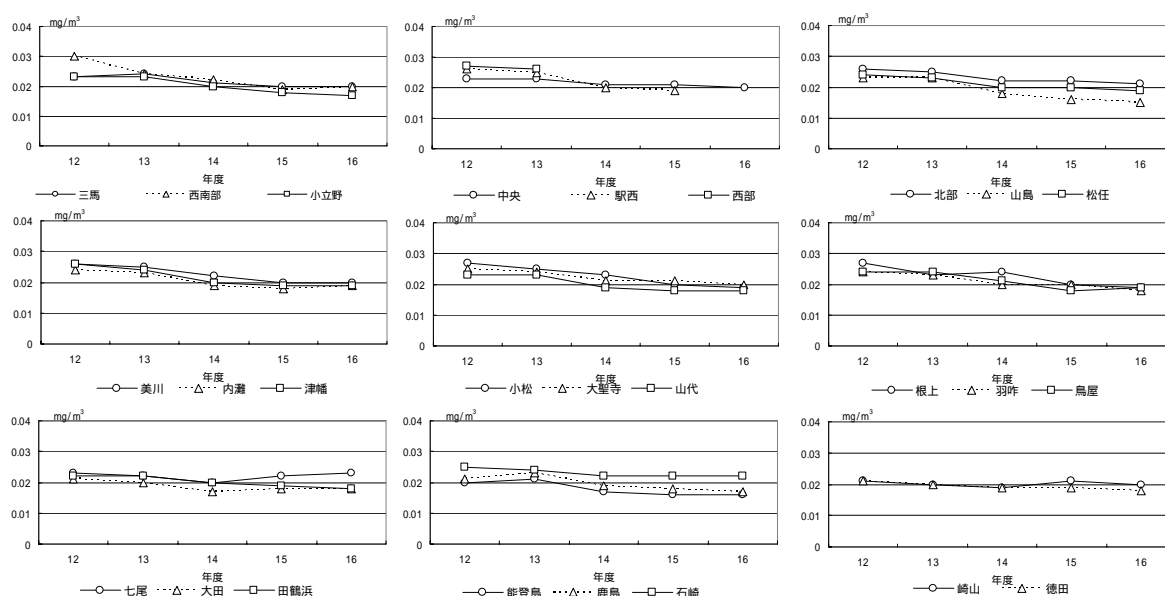 mg/m³
0.04
0.03
0.02
0.01
0
12 13 14 15 16
年度
三馬 西南部 小立野
mg/m³
0.04
0.03
0.02
0.01
0
12 13 14 15 16
年度
中央 駅西 西部
mg/m³
0.04
0.03
0.02
0.01
0
12 13 14 15 16
年度
北部 山島 松任
mg/m³
0.04
0.03
0.02
0.01
0
12 13 14 15 16
年度
美川 内灘 津幡
mg/m³
0.04
0.03
0.02
0.01
0
12 13 14 15 16
年度
小松 大聖寺 山代
mg/m³
0.04
0.03
0.02
0.01
0
12 13 14 15 16
年度
根上 羽咋 鳥屋
mg/m³
0.04
0.03
0.02
0.01
0
12 13 14 15 16
年度
七尾 大田 田鶴浜
mg/m³
0.04
0.03
0.02
0.01
0
12 13 14 15 16
年度
能登島 鹿島 石崎
mg/m³
0.04
0.03
0.02
0.01
0
12 13 14 15 16
年度
崎山 徳田